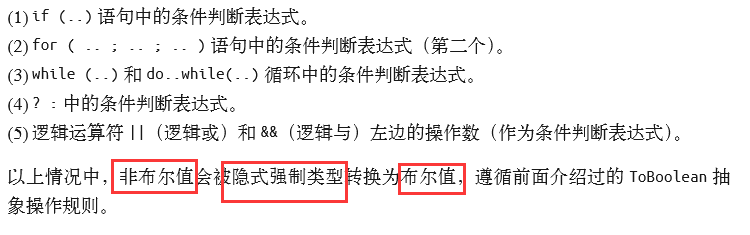 (1) if (..)语句中的条件判断表达式。
(2) for ( .. ; .. ; .. )语句中的条件判断表达式（第二个）。
(3) while (..) 和 do..while(..) 循环中的条件判断表达式。
(4) ? : 中的条件判断表达式。
(5) 逻辑运算符 ||（逻辑或）和 &&（逻辑与）左边的操作数（作为条件判断表达式）。
以上情况中，非布尔值会被隐式强制类型转换为布尔值，遵循前面介绍过的 ToBoolean 抽
象操作规则。